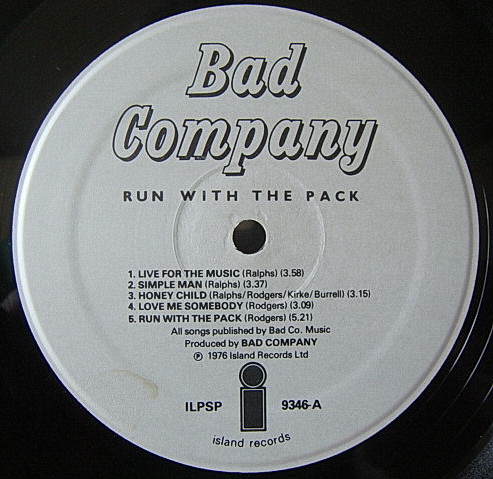 Bad
Company
RUN WITH THE PACK
1. LIVE FOR THE MUSIC (Ralphs) (3.58)
2. SIMPLE MAN (Ralphs) (3.37)
3. HONEY CHILD (Ralphs/Rodgers/Kirke/Burrell) (3.15)
4. LOVE ME SOMEBODY (Rodgers) (3.09)
5. RUN WITH THE PACK (Rodgers) (5.21)
All songs published by Bad Co. Music
Produced by BAD COMPANY
℗ 1976 Island Records Ltd
ILPSP 9346-A
island records